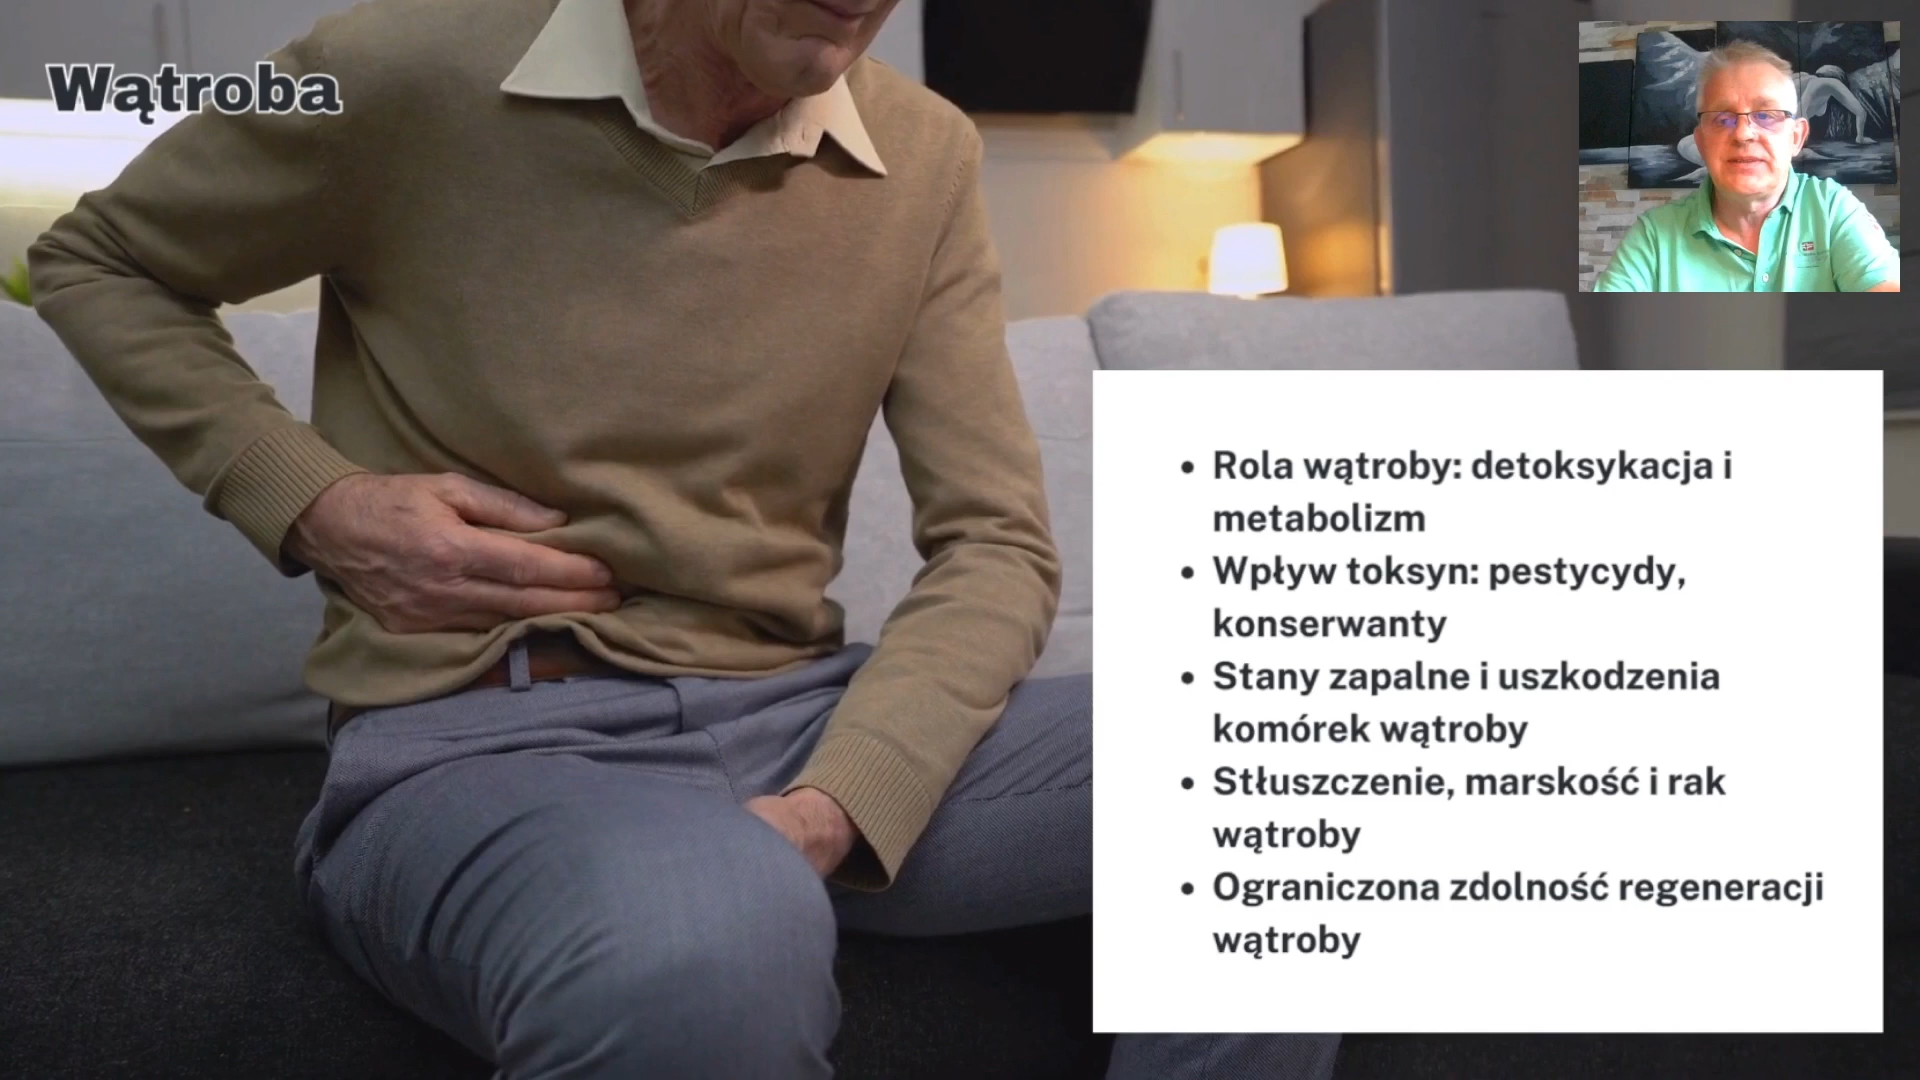 Wątroba
• Rola wątroby: detoksykacja i
metabolizm
• Wpływ toksyn: pestycydy,
konserwanty
• Stany zapalne i uszkodzenia
komórek wątroby
• Stłuszczenie, marskość i rak
wątroby
• Ograniczona zdolność regeneracji
wątroby